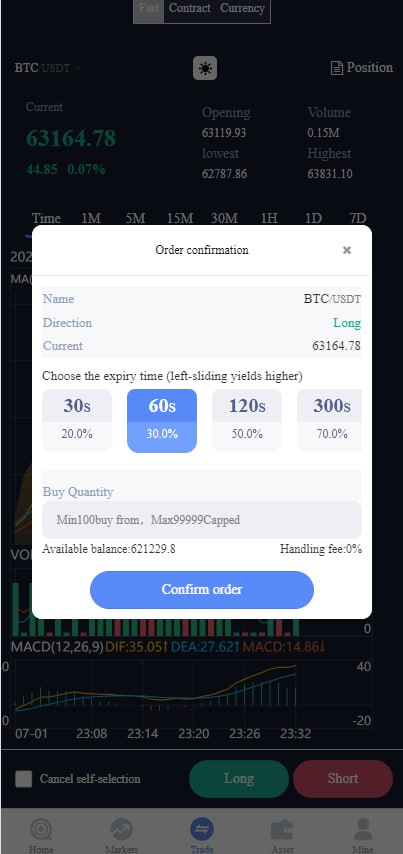 Fast Contract Currency
BTC/USDT
Position
Current
Opening
Volume
63164.78
63119.93
0.15M
lowest
Highest
44.85 0.07%
62787.86
63831.10
Time 1M 5M 15M 30M 1H 1D 7D
202
MA(
Order confirmation
Name
BTC/USDT
Direction
Long
Current
63164.78
Choose the expiry time (left-sliding yields higher)
30s 60s 120s 300s
20.0% 30.0% 50.0% 70.0%
Buy Quantity
Min100buy from，Max99999Capped
Available balance:621229.8
Handling fee:0%
Confirm order
VO
0
MACD(12,26,9) DIF:35.05↑ DEA:27.62↑ MACD:14.86↓
0
40
0
-20
07-01 23:08 23:14 23:20 23:26 23:32
Cancel self-selection
Long
Short
Home Markets Trade Asset Mine